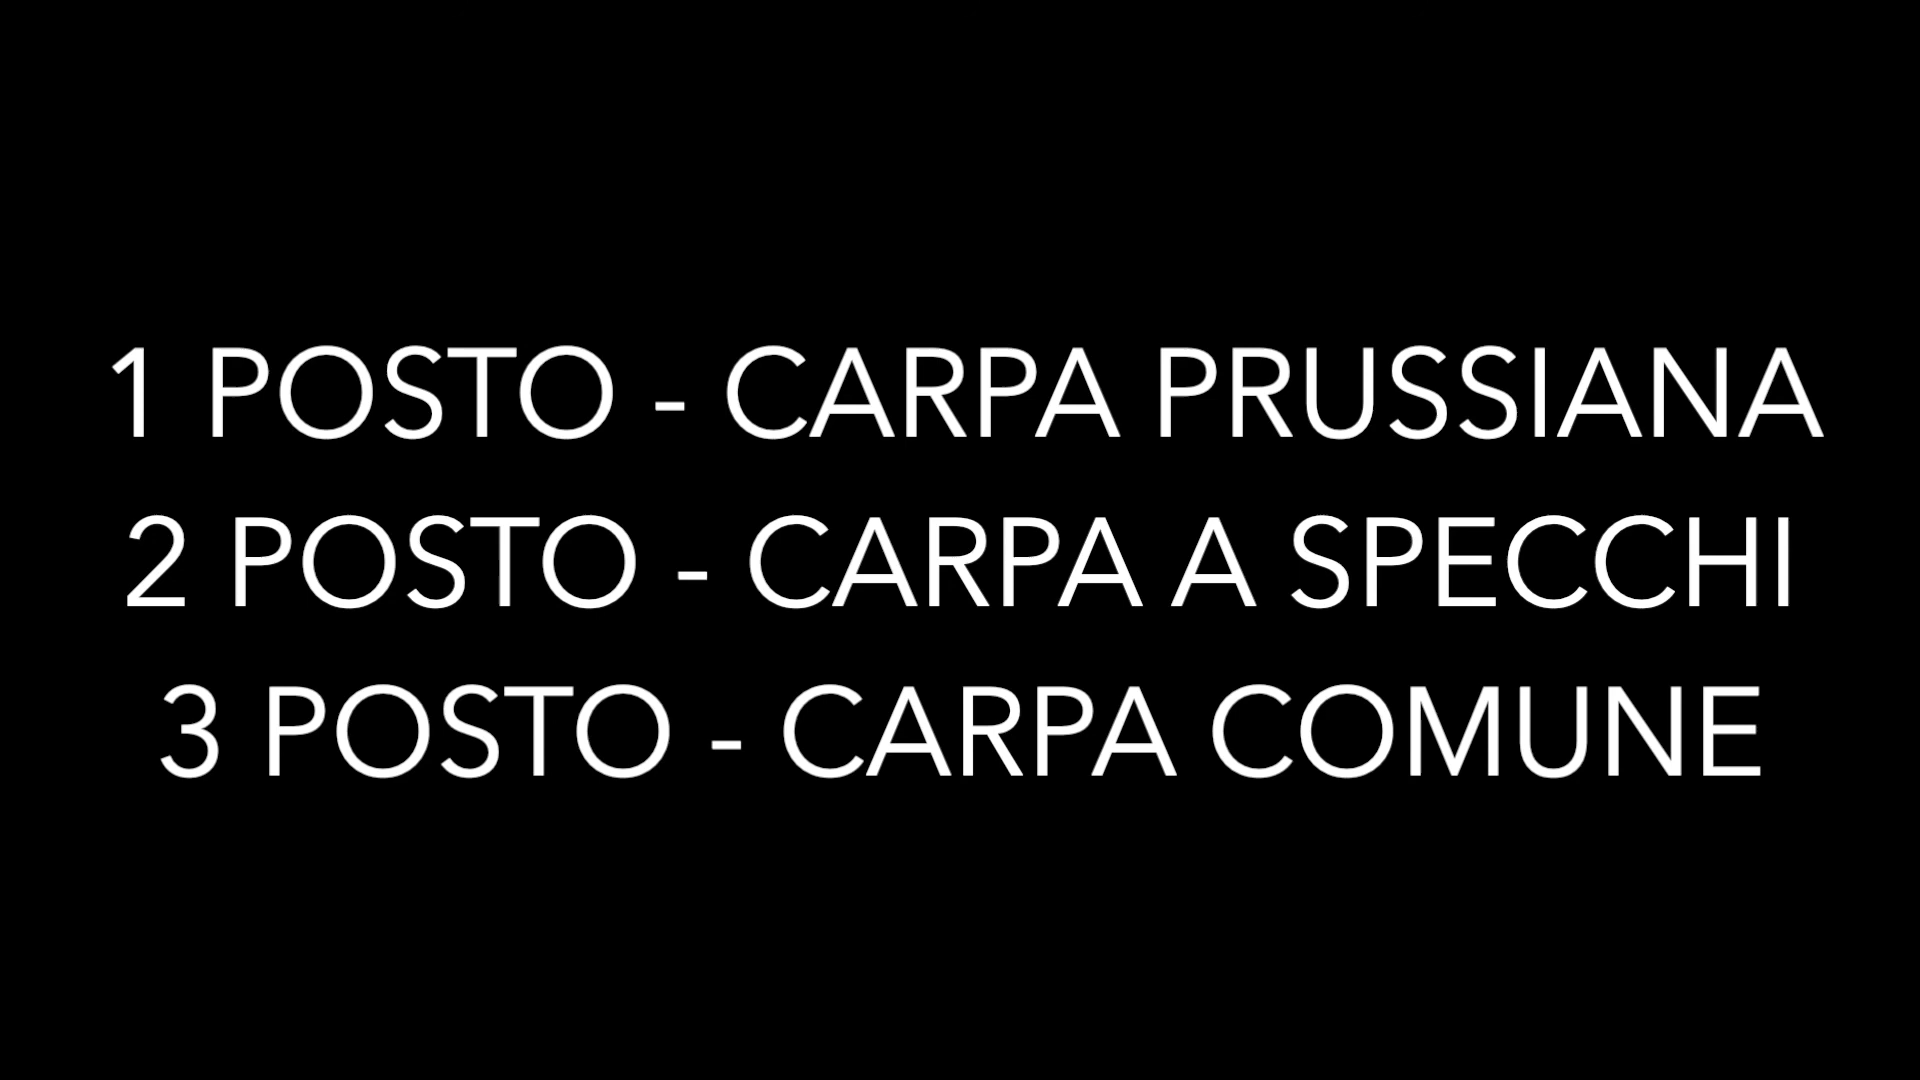 1 POSTO - CARPA PRUSSIANA
2 POSTO - CARPA A SPECCHI
3 POSTO - CARPA COMUNE